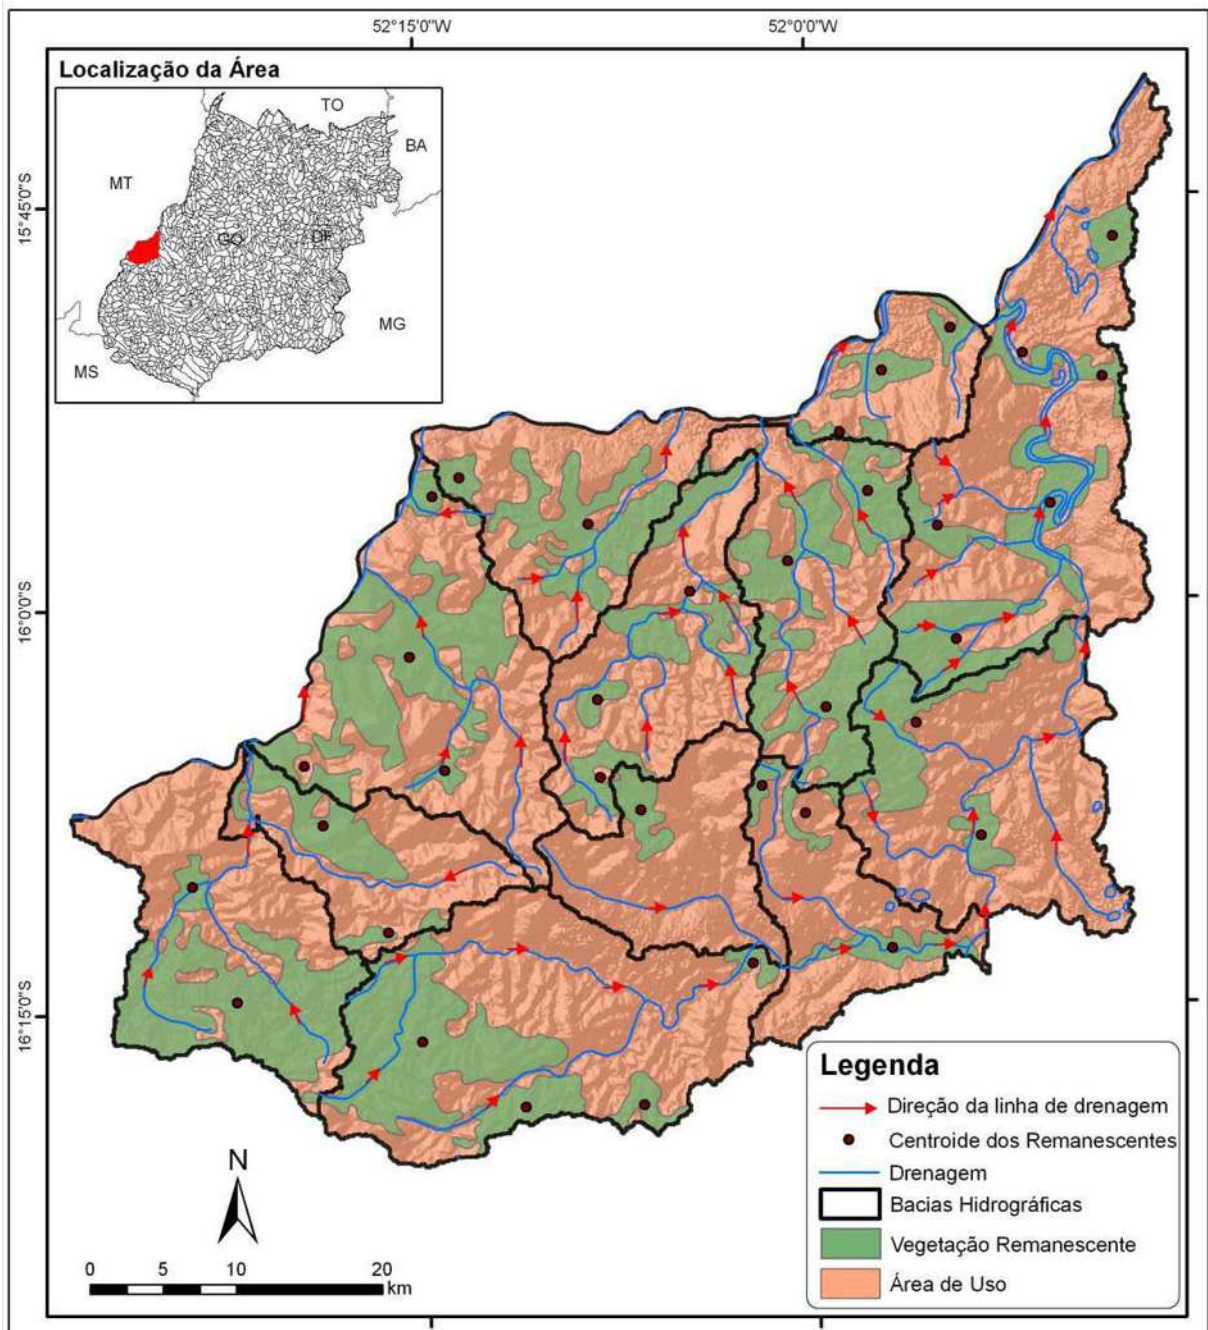 52°15'0"W
52°0'0"W
Localização da Área
TO
BA
MT
GO
DF
MG
MS
15°45'0"S
16°0'0"S
16°15'0"S
N
0 5 10 20
km
Legenda
Direção da linha de drenagem
Centroide dos Remanescentes
Drenagem
Bacias Hidrográficas
Vegetação Remanescente
Área de Uso